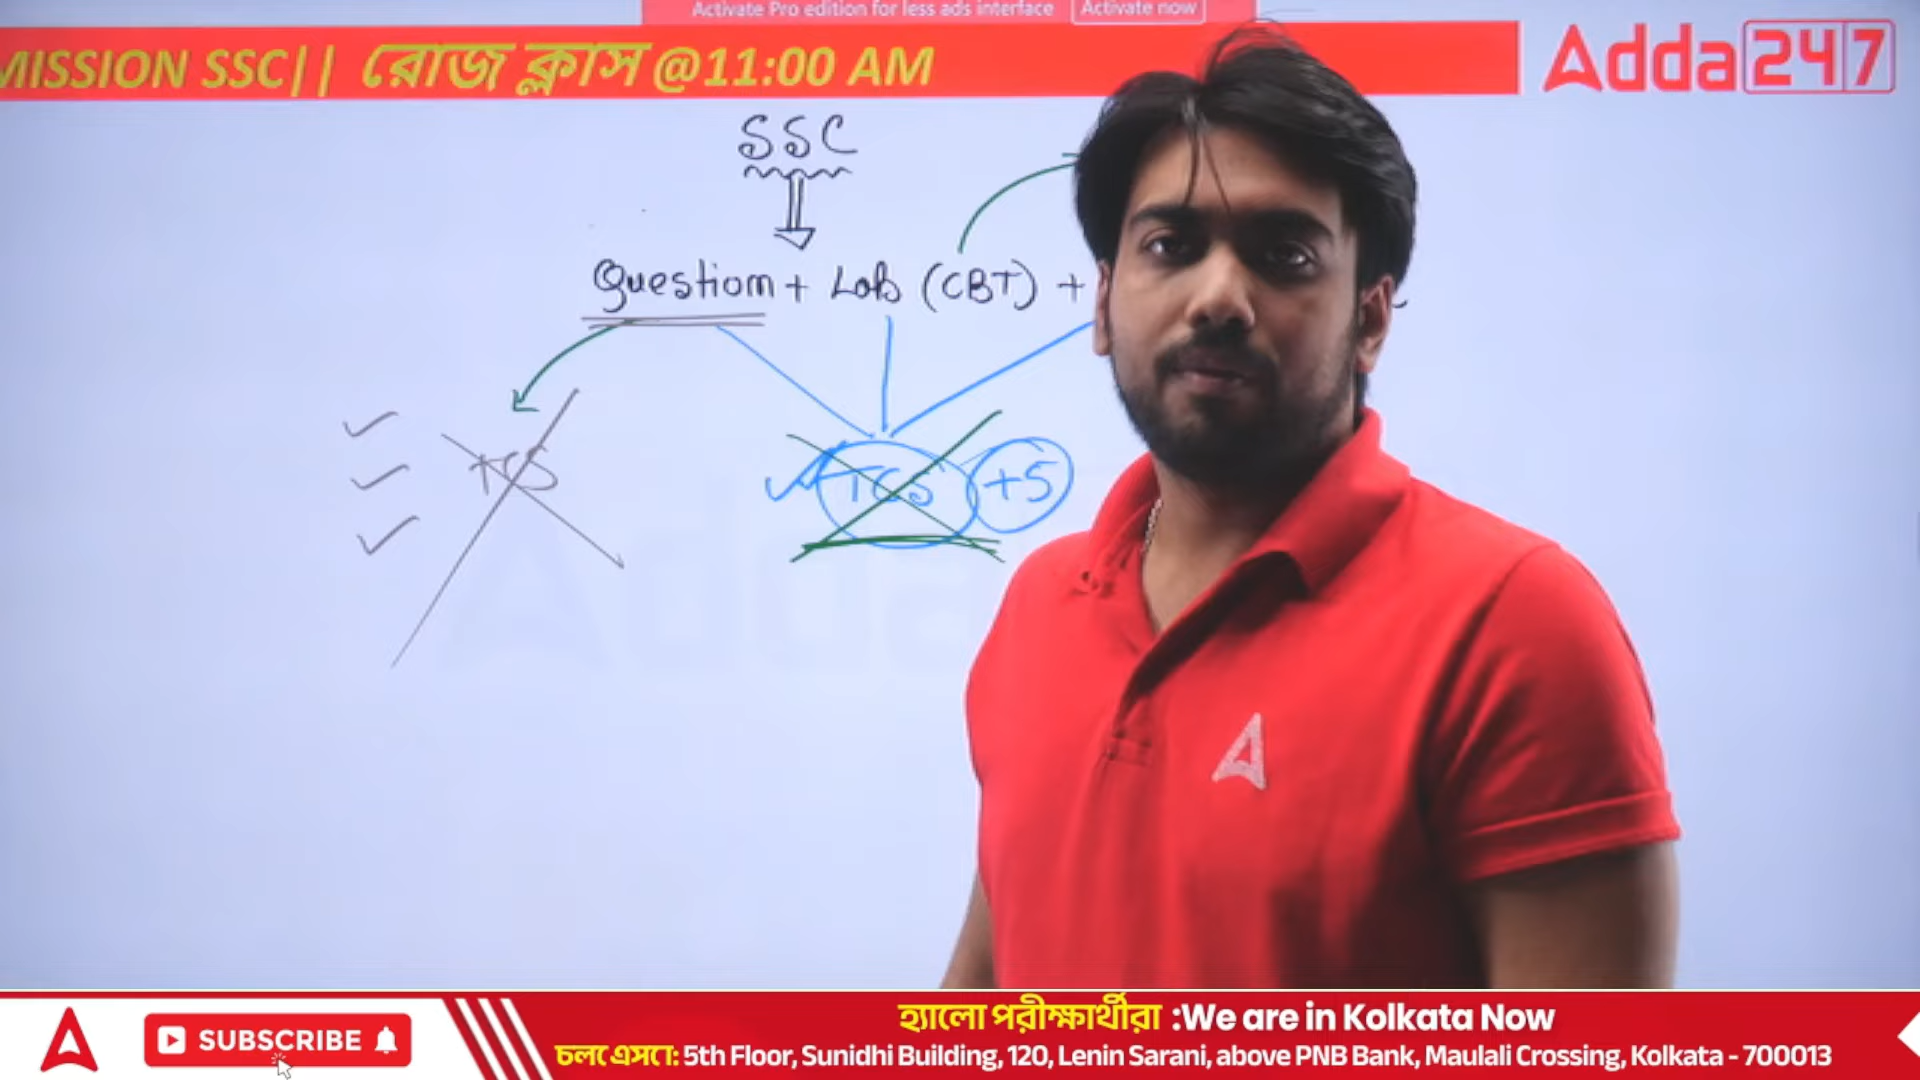 Activate Pro edition for less ads interface Activate now
MISSION SSC|| রোজ ক্লাস @11:00 AM
Adda247
SSC
Question + Lab (CBT) +
TCS
TCS +5
Adda
SUBSCRIBE
হ্যালো পরীক্ষার্থীরা :We are in Kolkata Now
চলে এসো: 5th Floor, Sunidhi Building, 120, Lenin Sarani, above PNB Bank, Maulali Crossing, Kolkata - 700013